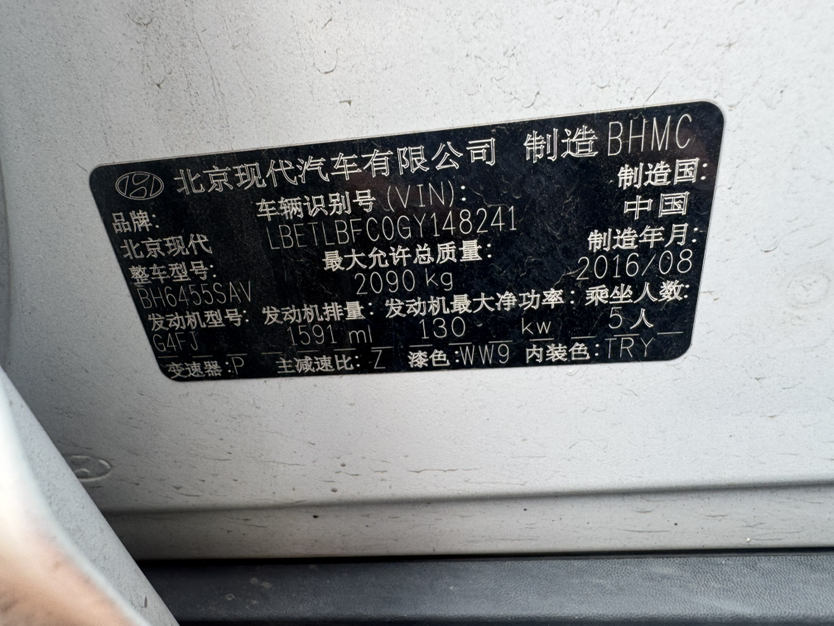 北京现代汽车有限公司 制造 BHMC
品牌: 车辆识别号(VIN): 制造国:
北京现代 LBETLBFC0GY148241 中国
整车型号: 最大允许总质量: 制造年月:
BH6455SAV 2090 kg 2016/08
发动机型号: 发动机排量: 发动机最大净功率: 乘坐人数:
G4FJ 1591 ml 130 kw 5人
变速器:P 主减速比: Z 漆色:WW9 内装色:TRY